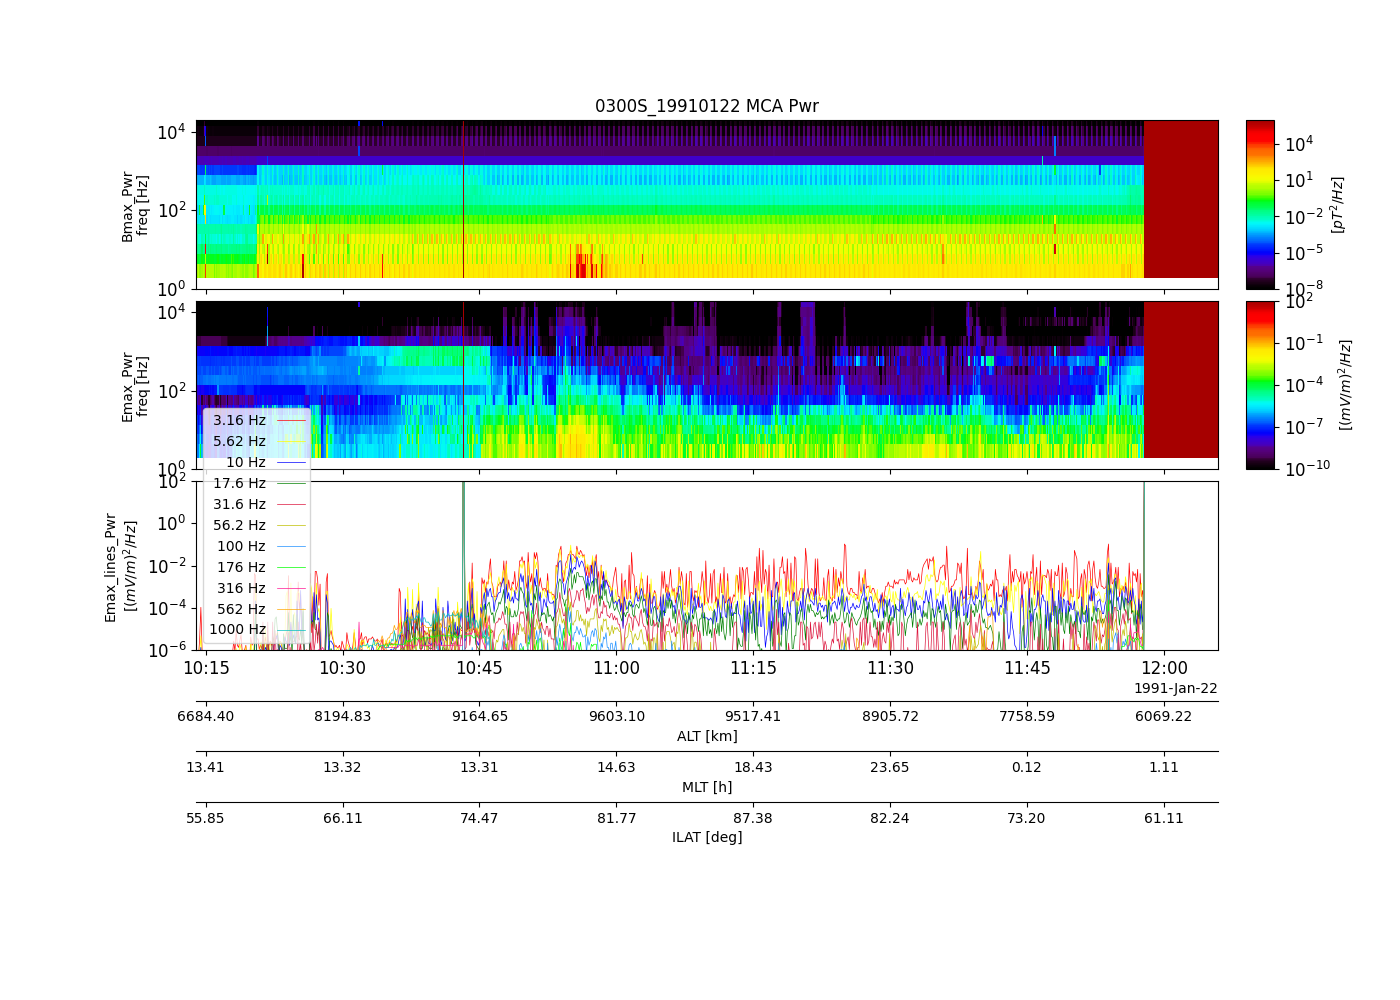 0300S_19910122 MCA Pwr
Bmax_Pwr
freq [Hz]
10^4
10^2
10^0
10^4
10^1
10^-2
10^-5
10^-8
[pT^2/Hz]
Emax_Pwr
freq [Hz]
10^4
10^2
10^0
10^2
10^-1
10^-4
10^-7
10^-10
[(mV/m)^2/Hz]
Emax_lines_Pwr
[(mV/m)^2/Hz]
10^2
10^0
10^-2
10^-4
10^-6
3.16 Hz
5.62 Hz
10 Hz
17.6 Hz
31.6 Hz
56.2 Hz
100 Hz
176 Hz
316 Hz
562 Hz
1000 Hz
10:15 10:30 10:45 11:00 11:15 11:30 11:45 12:00
1991-Jan-22
6684.40 8194.83 9164.65 9603.10 9517.41 8905.72 7758.59 6069.22
ALT [km]
13.41 13.32 13.31 14.63 18.43 23.65 0.12 1.11
MLT [h]
55.85 66.11 74.47 81.77 87.38 82.24 73.20 61.11
ILAT [deg]